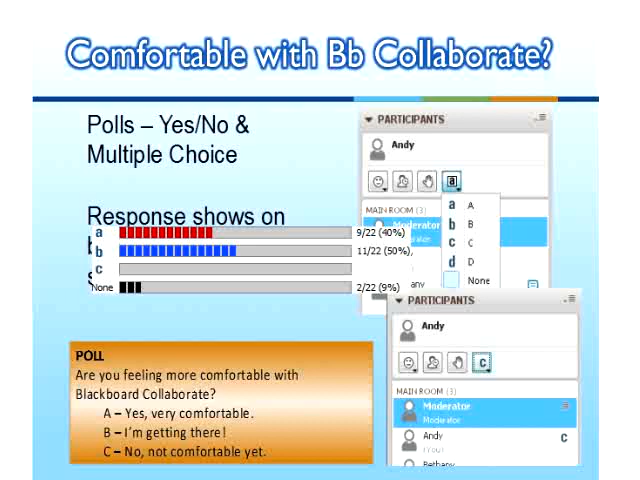 Comfortable with Bb Collaborate?
Polls – Yes/No &
Multiple Choice
Response shows on
a 9/22 (40%)
b 11/22 (50%)
c
None 2/22 (9%)
PARTICIPANTS
Andy
a
MAIN ROOM (3)
Moderator
a A
b B
c C
d D
None
PARTICIPANTS
Andy
c
MAIN ROOM (3)
Moderator
Moderator
Andy C
(You)
Bethany
POLL
Are you feeling more comfortable with
Blackboard Collaborate?
A – Yes, very comfortable.
B – I'm getting there!
C – No, not comfortable yet.